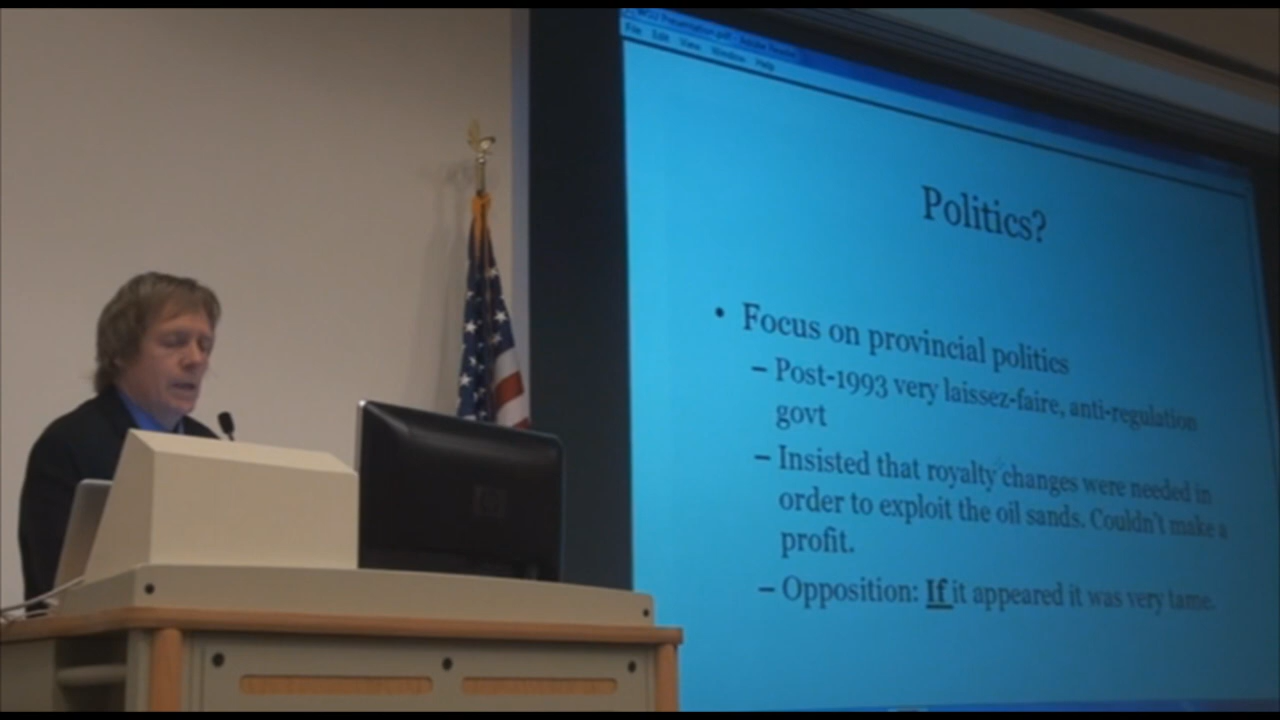 File Edit View Window Help
Politics?
• Focus on provincial politics
– Post-1993 very laissez-faire, anti-regulation
govt
– Insisted that royalty changes were needed in
order to exploit the oil sands. Couldn't make a
profit.
– Opposition: If it appeared it was very tame.
hp